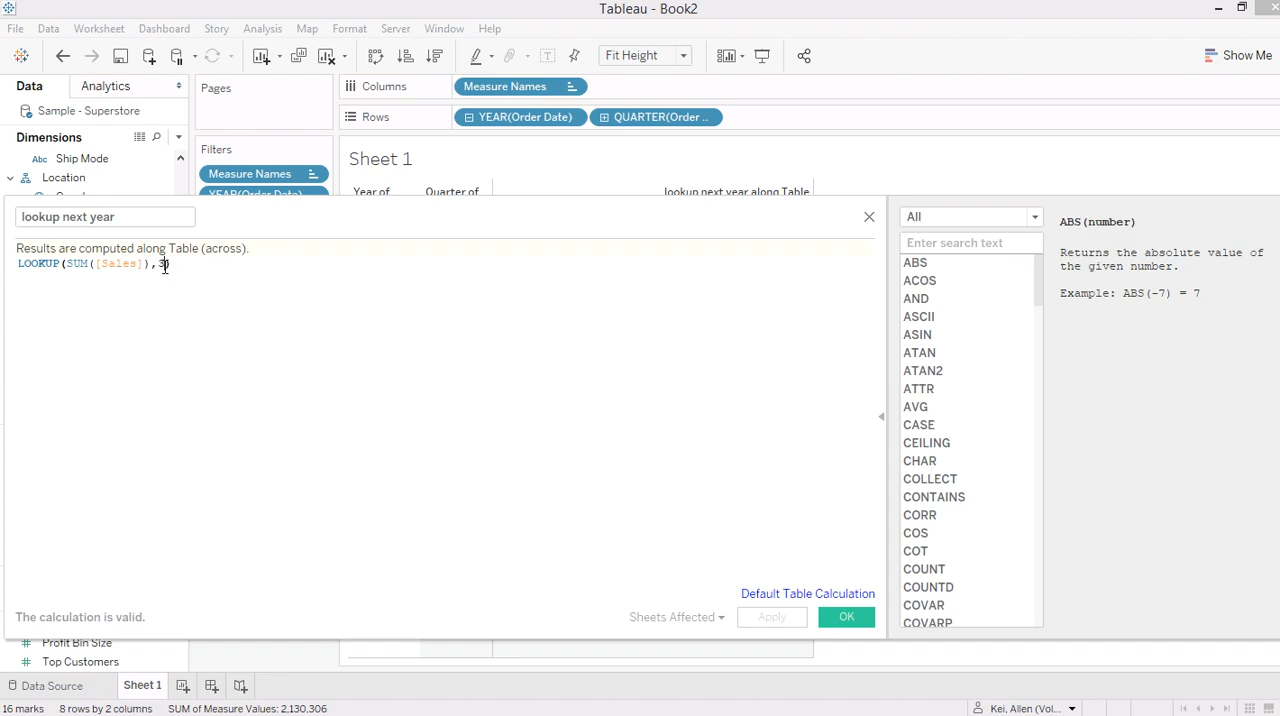 Tableau - Book2
File Data Worksheet Dashboard Story Analysis Map Format Server Window Help
Fit Height
Show Me
Data Analytics
Pages
Columns Measure Names
Sample - Superstore
Rows YEAR(Order Date) QUARTER(Order ..
Dimensions
Filters
Sheet 1
Abc Ship Mode
Location
Measure Names
Year of Quarter of lookup next year along Table
lookup next year
Results are computed along Table (across).
LOOKUP(SUM([Sales]),3)
All
Enter search text
ABS
ACOS
AND
ASCII
ASIN
ATAN
ATAN2
ATTR
AVG
CASE
CEILING
CHAR
COLLECT
CONTAINS
CORR
COS
COT
COUNT
COUNTD
COVAR
COVARP
ABS(number)
Returns the absolute value of
the given number.
Example: ABS(-7) = 7
Default Table Calculation
The calculation is valid.
Sheets Affected Apply OK
Profit Bin Size
Top Customers
Data Source Sheet 1
16 marks 8 rows by 2 columns SUM of Measure Values: 2,130,306 Kei, Allen (Vol...